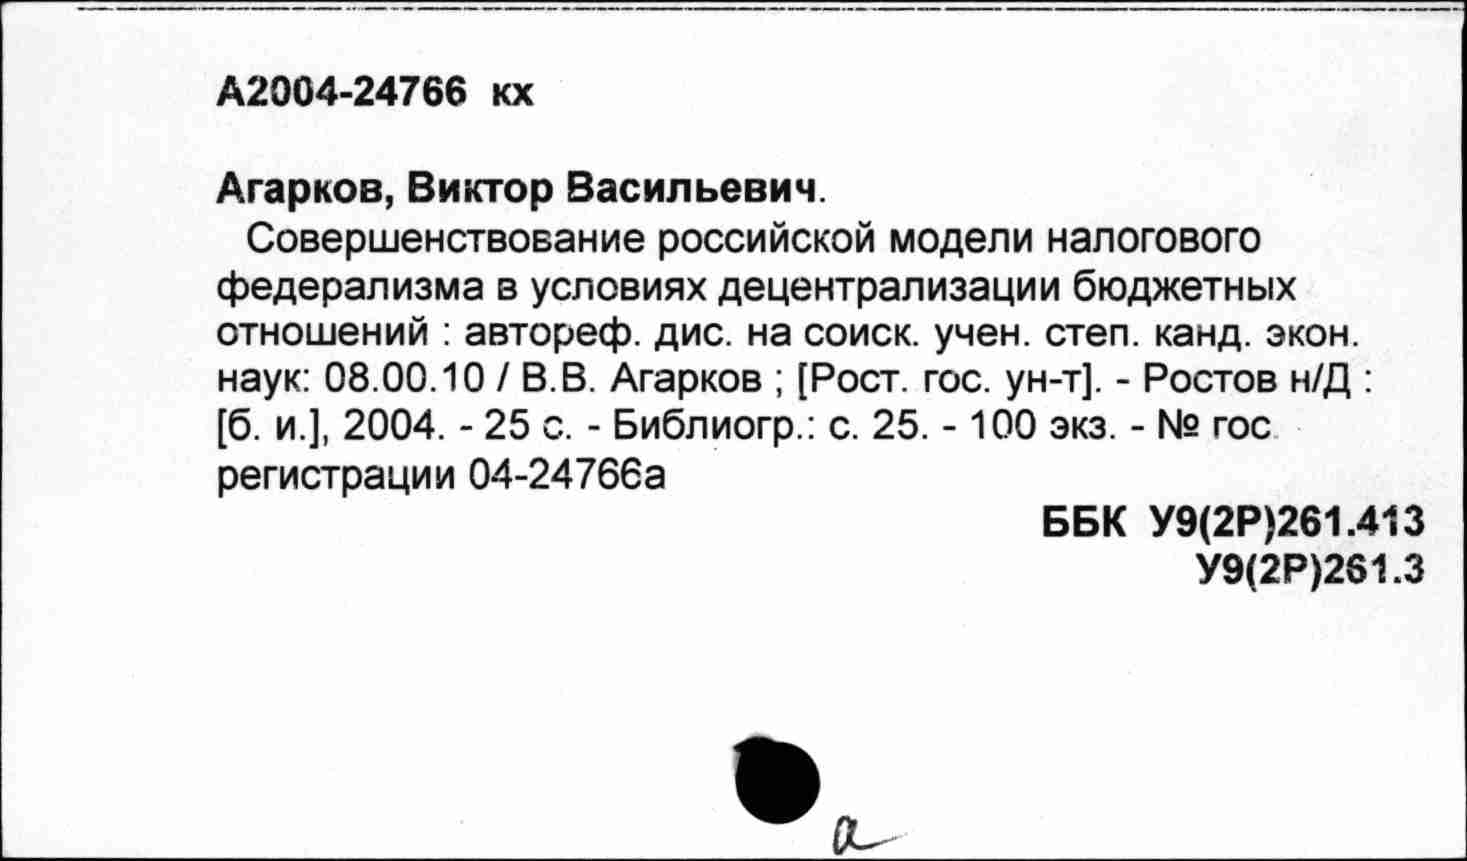 А2004-24766 кх
Агарков, Виктор Васильевич.
Совершенствование российской модели налогового
федерализма в условиях децентрализации бюджетных
отношений : автореф. дис. на соиск. учен. степ. канд. экон.
наук: 08.00.10 / В.В. Агарков ; [Рост. гос. ун-т]. - Ростов н/Д :
[б. и.], 2004. - 25 с. - Библиогр.: с. 25. - 100 экз. - № гос.
регистрации 04-24766а
ББК У9(2Р)261.413
У9(2Р)261.3
а